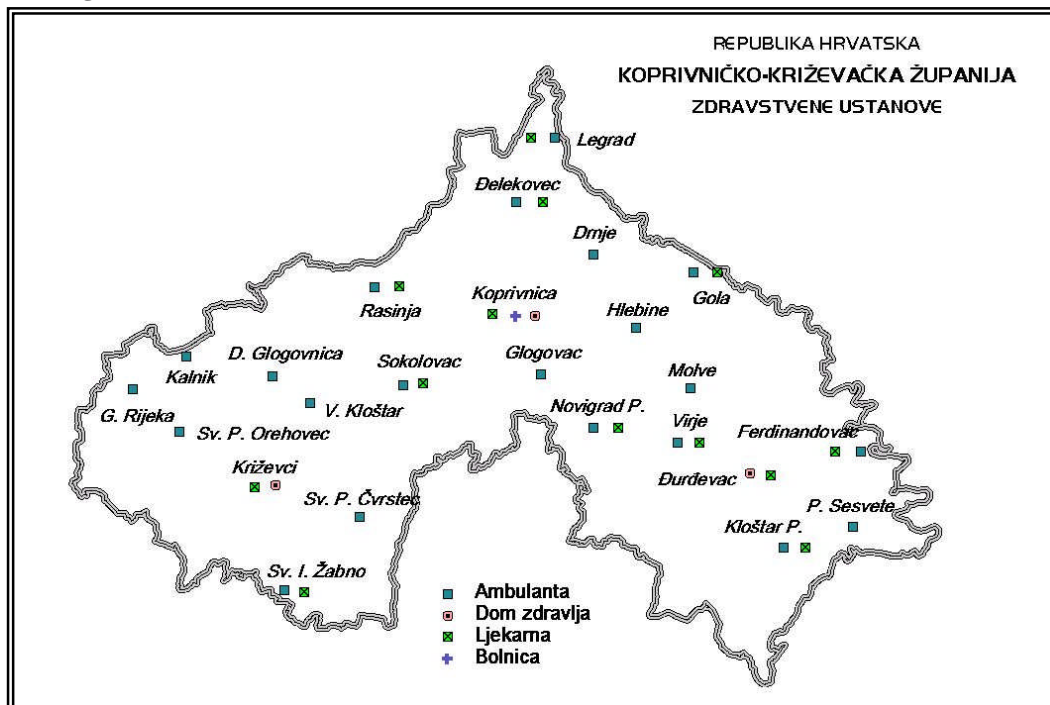 REPUBLIKA HRVATSKA
KOPRIVNIČKO-KRIŽEVAČKA ŽUPANIJA
ZDRAVSTVENE USTANOVE
Legrad
Đelekovec
Drnje
Gola
Rasinja
Koprivnica
Hlebine
D. Glogovnica
Kalnik
Sokolovac
Glogovac
Molve
G. Rijeka
V. Kloštar
Novigrad P.
Virje
Sv. P. Orehovec
Ferdinandovac
Križevci
Đurđevac
Sv. P. Čvrstec
P. Sesvete
Kloštar P.
Sv. I. Žabno
Ambulanta
Dom zdravlja
Ljekarna
Bolnica